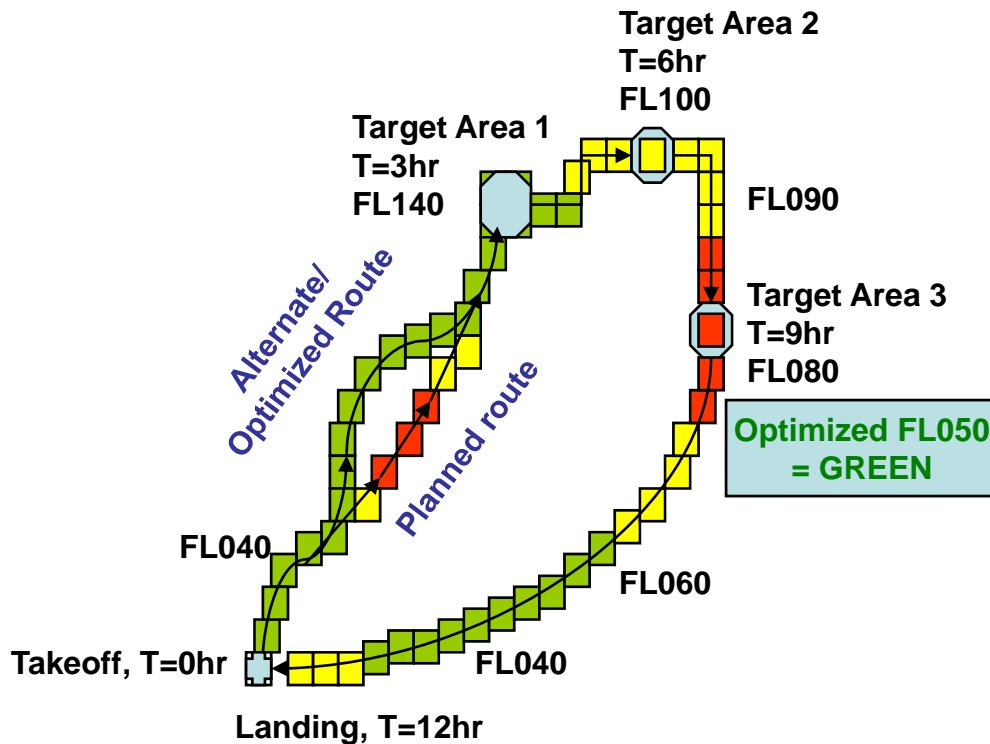 Target Area 2
T=6hr
FL100
Target Area 1
T=3hr
FL140
FL090
Alternate/
Optimized Route
Target Area 3
T=9hr
FL080
Planned route
Optimized FL050
= GREEN
FL040
FL060
Takeoff, T=0hr
FL040
Landing, T=12hr